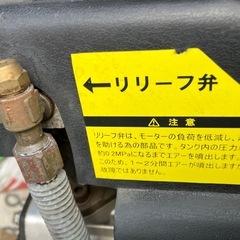 リリーフ弁
注意
リリーフ弁は、モーターの負荷を低減し、
を助ける為の部品です。タンク内の圧力
約0.2MPaになるまでエアーを噴出します
このため、1〜2分間エアーが噴出します
故障ではありません。